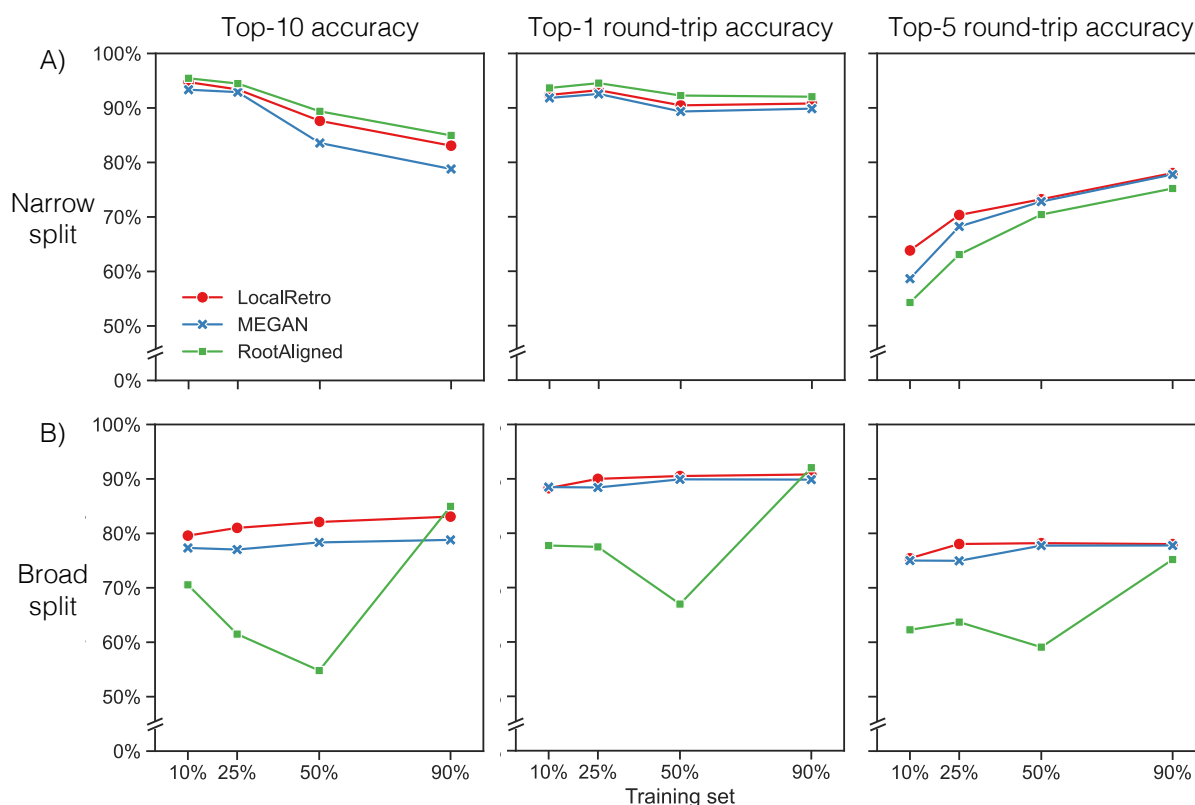 Top-10 accuracy
Top-1 round-trip accuracy
Top-5 round-trip accuracy
A)
100%
90%
80%
70%
60%
50%
0%
Narrow
split
LocalRetro
MEGAN
RootAligned
B)
100%
90%
80%
70%
60%
50%
0%
Broad
split
10% 25% 50% 90%
10% 25% 50% 90%
10% 25% 50% 90%
Training set